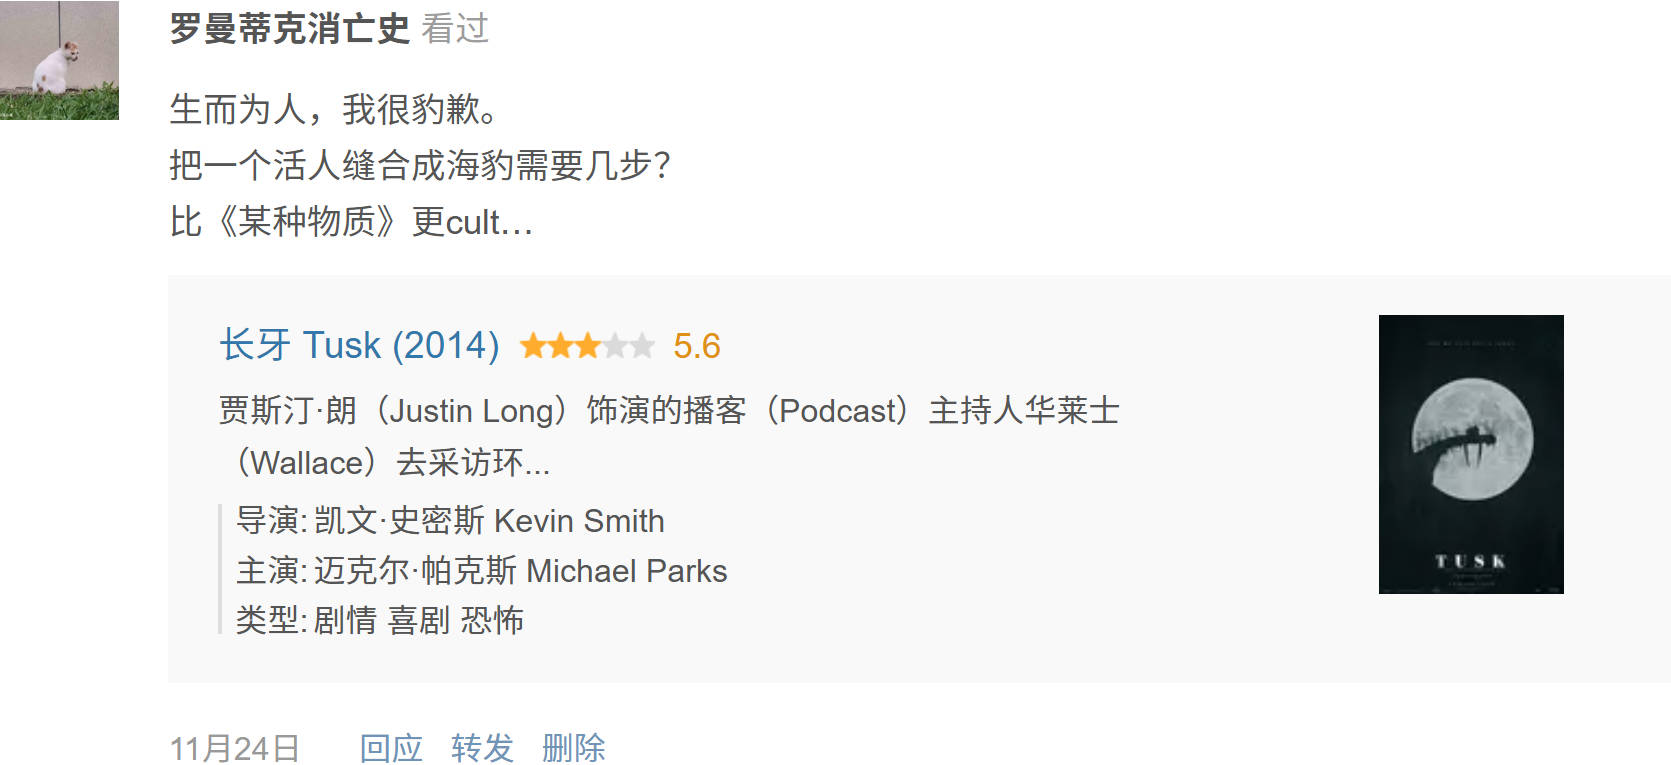 罗曼蒂克消亡史 看过
生而为人，我很豹歉。
把一个活人缝合成海豹需要几步？
比《某种物质》更cult…
长牙 Tusk (2014) 5.6
贾斯汀·朗（Justin Long）饰演的播客（Podcast）主持人华莱士
（Wallace）去采访环...
导演: 凯文·史密斯 Kevin Smith
主演: 迈克尔·帕克斯 Michael Parks
类型: 剧情 喜剧 恐怖
TUSK
11月24日 回应 转发 删除